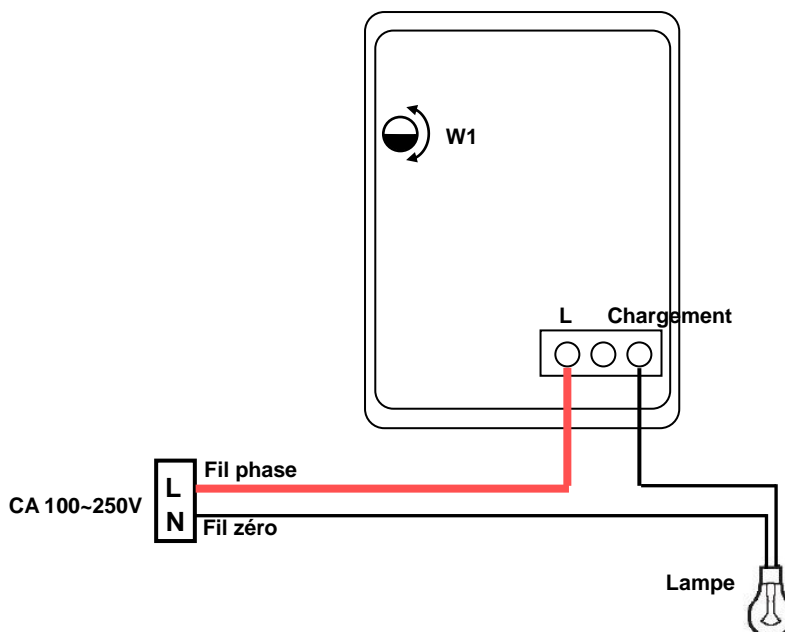 W1
L Chargement
Fil phase
L
CA 100~250V
N
Fil zéro
Lampe